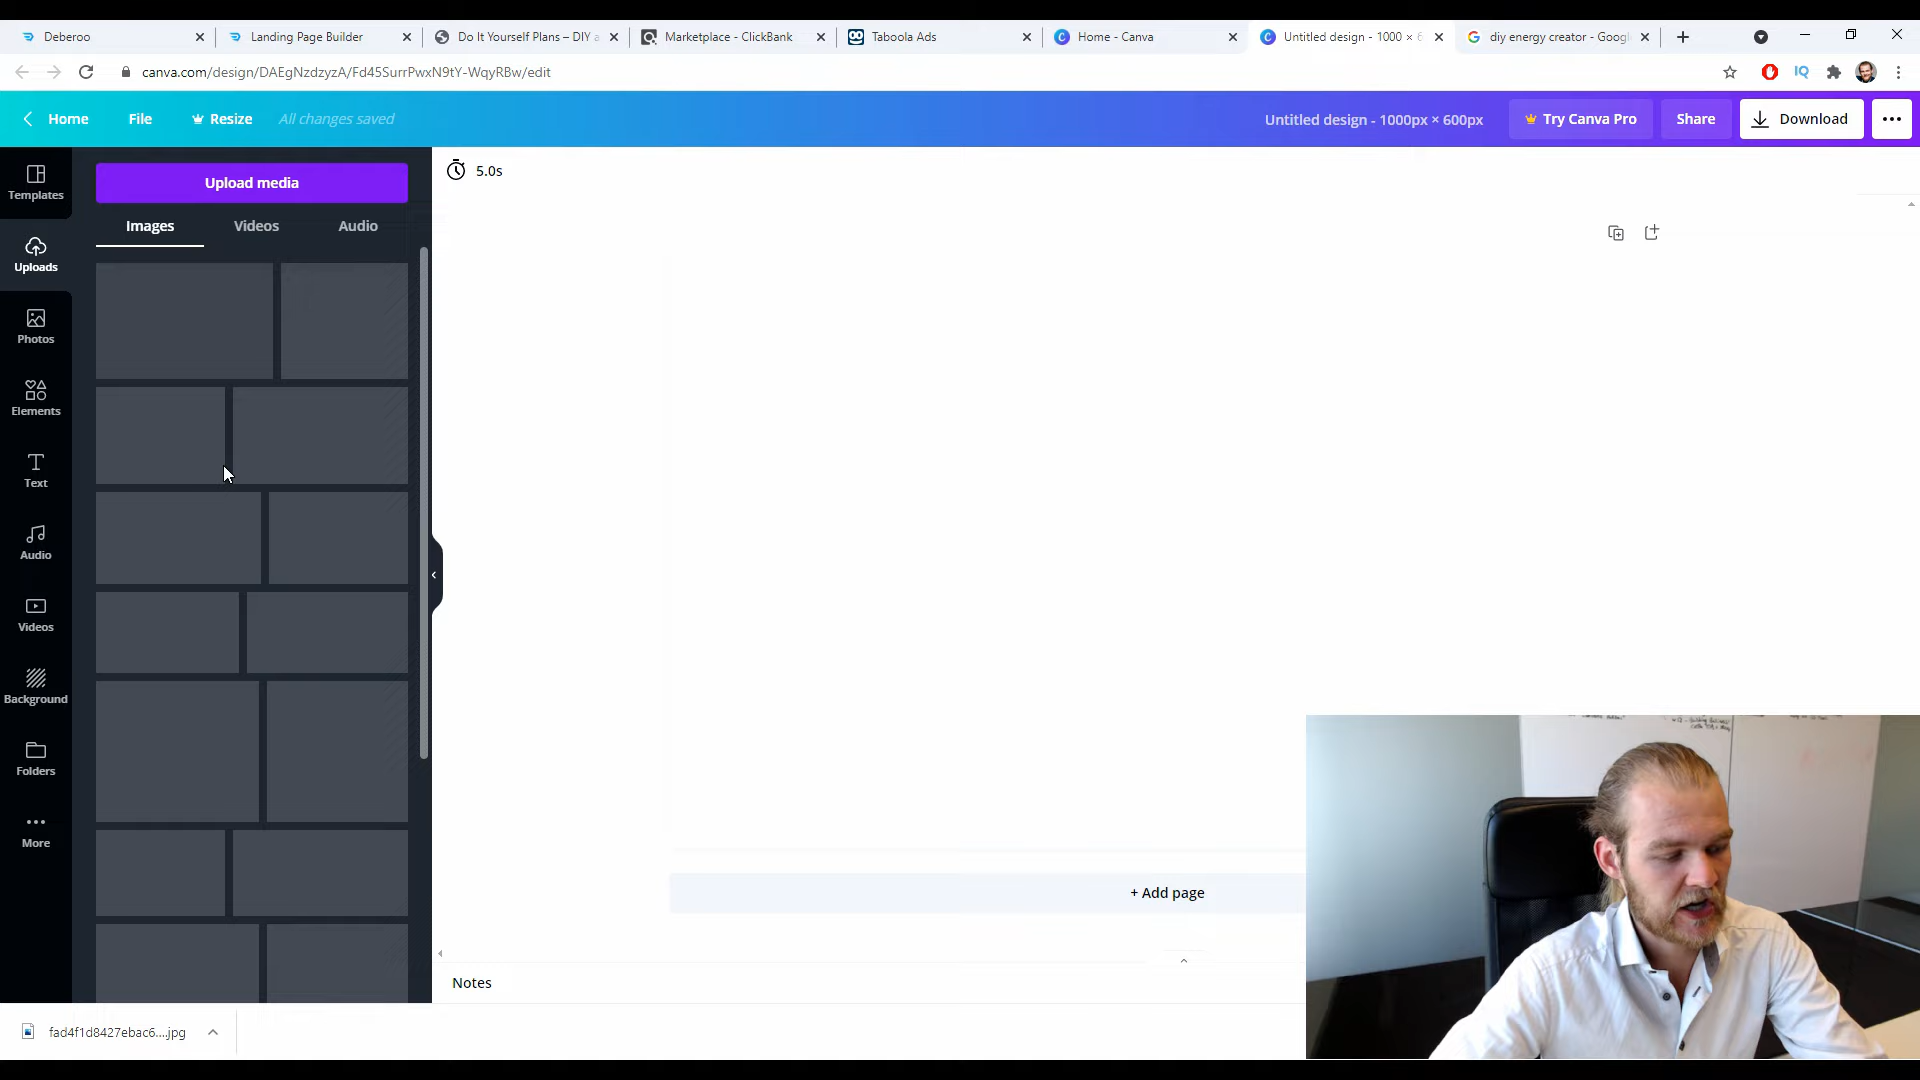 Deberoo
Landing Page Builder
Do It Yourself Plans – DIY a
Marketplace - ClickBank
Taboola Ads
Home - Canva
Untitled design - 1000 × 6
diy energy creator - Google
canva.com/design/DAEgNzdzyzA/Fd45SurrPwxN9tY-WqyRBw/edit
IQ
Home
File
Resize
All changes saved
Untitled design - 1000px × 600px
Try Canva Pro
Share
Download
Templates
Uploads
Photos
Elements
Text
Audio
Videos
Background
Folders
More
Upload media
Images
Videos
Audio
5.0s
+ Add page
Notes
fad4f1d8427ebac6....jpg